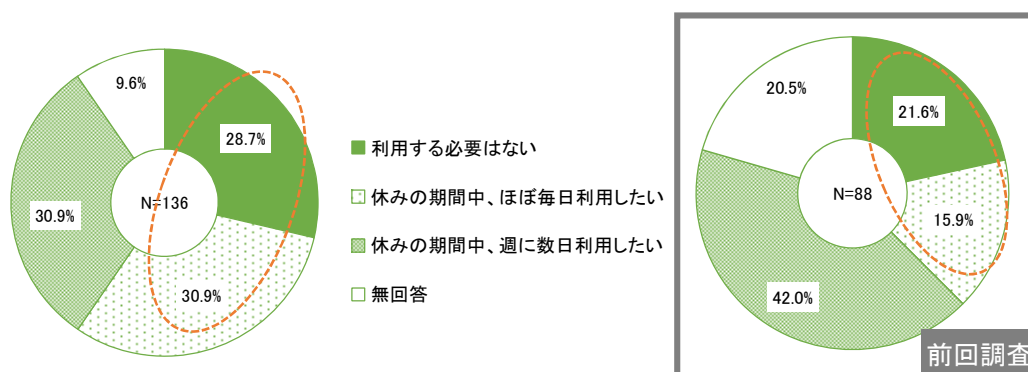 9.6%
28.7%
N=136
30.9%
30.9%
利用する必要はない
休みの期間中、ほぼ毎日利用したい
休みの期間中、週に数日利用したい
無回答
20.5%
21.6%
N=88
15.9%
42.0%
前回調査